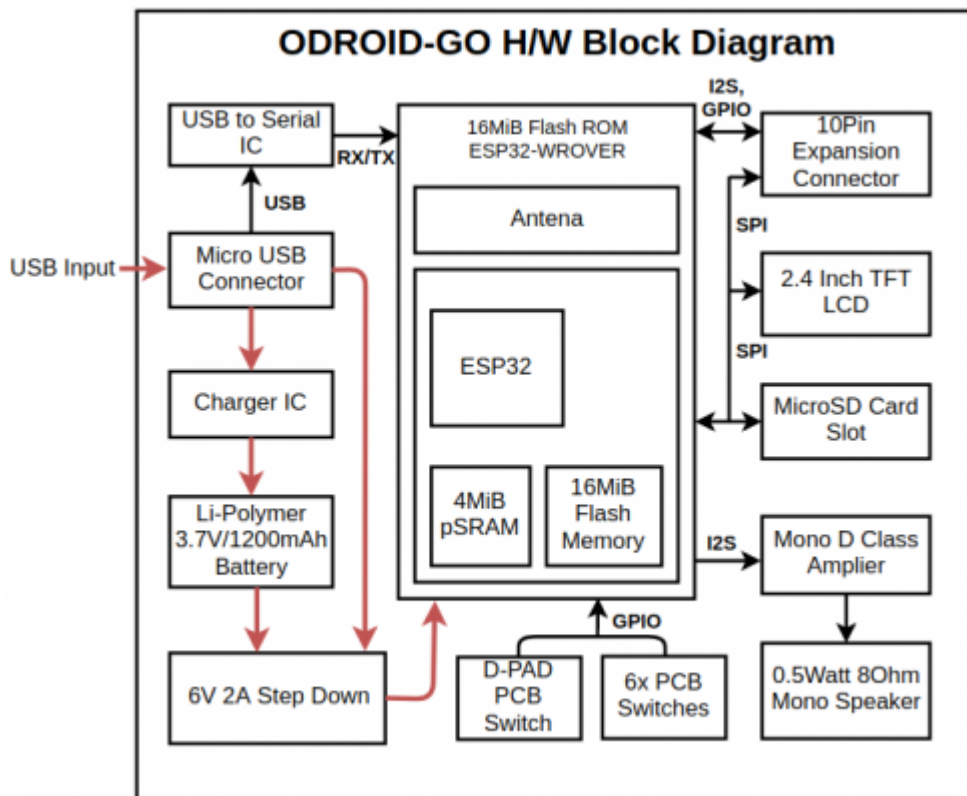 ODROID-GO H/W Block Diagram
USB to Serial
IC
RX/TX
USB
USB Input
Micro USB
Connector
Charger IC
Li-Polymer
3.7V/1200mAh
Battery
6V 2A Step Down
16MiB Flash ROM
ESP32-WROVER
Antena
ESP32
4MiB
pSRAM
16MiB
Flash
Memory
GPIO
D-PAD
PCB
Switch
6x PCB
Switches
I2S,
GPIO
10Pin
Expansion
Connector
SPI
2.4 Inch TFT
LCD
SPI
MicroSD Card
Slot
I2S
Mono D Class
Amplier
0.5Watt 8Ohm
Mono Speaker